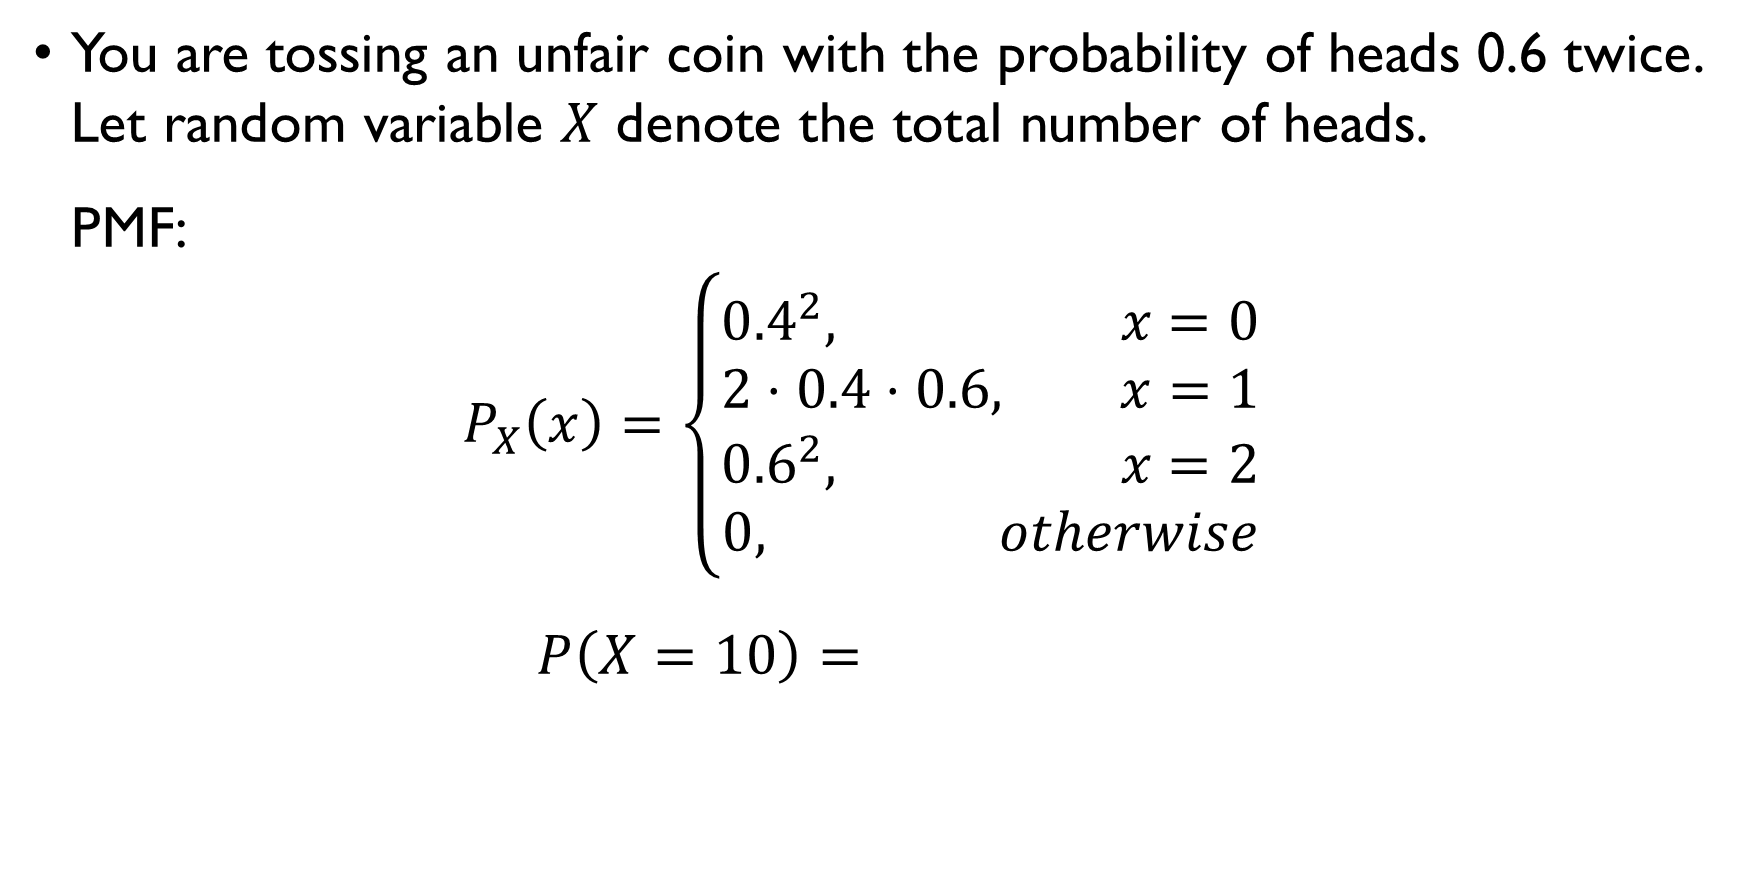 • You are tossing an unfair coin with the probability of heads 0.6 twice.
Let random variable 𝑋 denote the total number of heads.
PMF:
0.4², 𝑥 = 0
2 · 0.4 · 0.6, 𝑥 = 1
𝑃𝑋(𝑥) = {
0.6², 𝑥 = 2
0, 𝑜𝑡ℎ𝑒𝑟𝑤𝑖𝑠𝑒
𝑃(𝑋 = 10) =